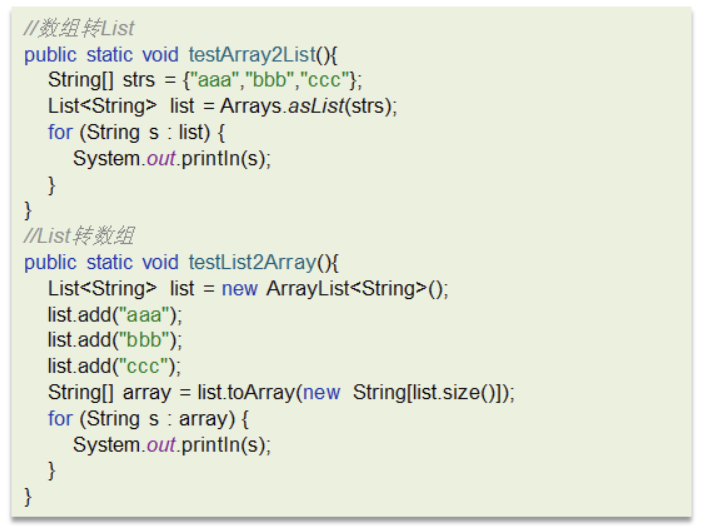 //数组转List
public static void testArray2List(){
String[] strs = {"aaa","bbb","ccc"};
List<String> list = Arrays.asList(strs);
for (String s : list) {
System.out.println(s);
}
}
//List转数组
public static void testList2Array(){
List<String> list = new ArrayList<String>();
list.add("aaa");
list.add("bbb");
list.add("ccc");
String[] array = list.toArray(new String[list.size()]);
for (String s : array) {
System.out.println(s);
}
}